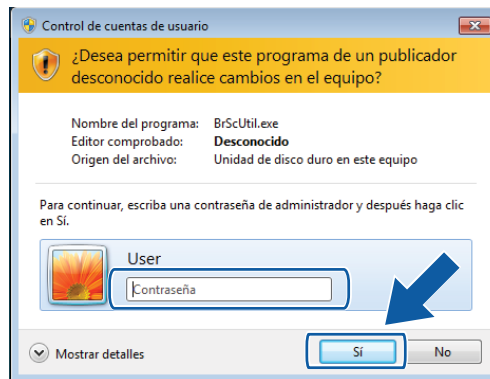 Control de cuentas de usuario
¿Desea permitir que este programa de un publicador
desconocido realice cambios en el equipo?
Nombre del programa: BrScUtil.exe
Editor comprobado: Desconocido
Origen del archivo: Unidad de disco duro en este equipo
Para continuar, escriba una contraseña de administrador y después haga clic
en Sí.
User
Contraseña
Mostrar detalles
Sí
No